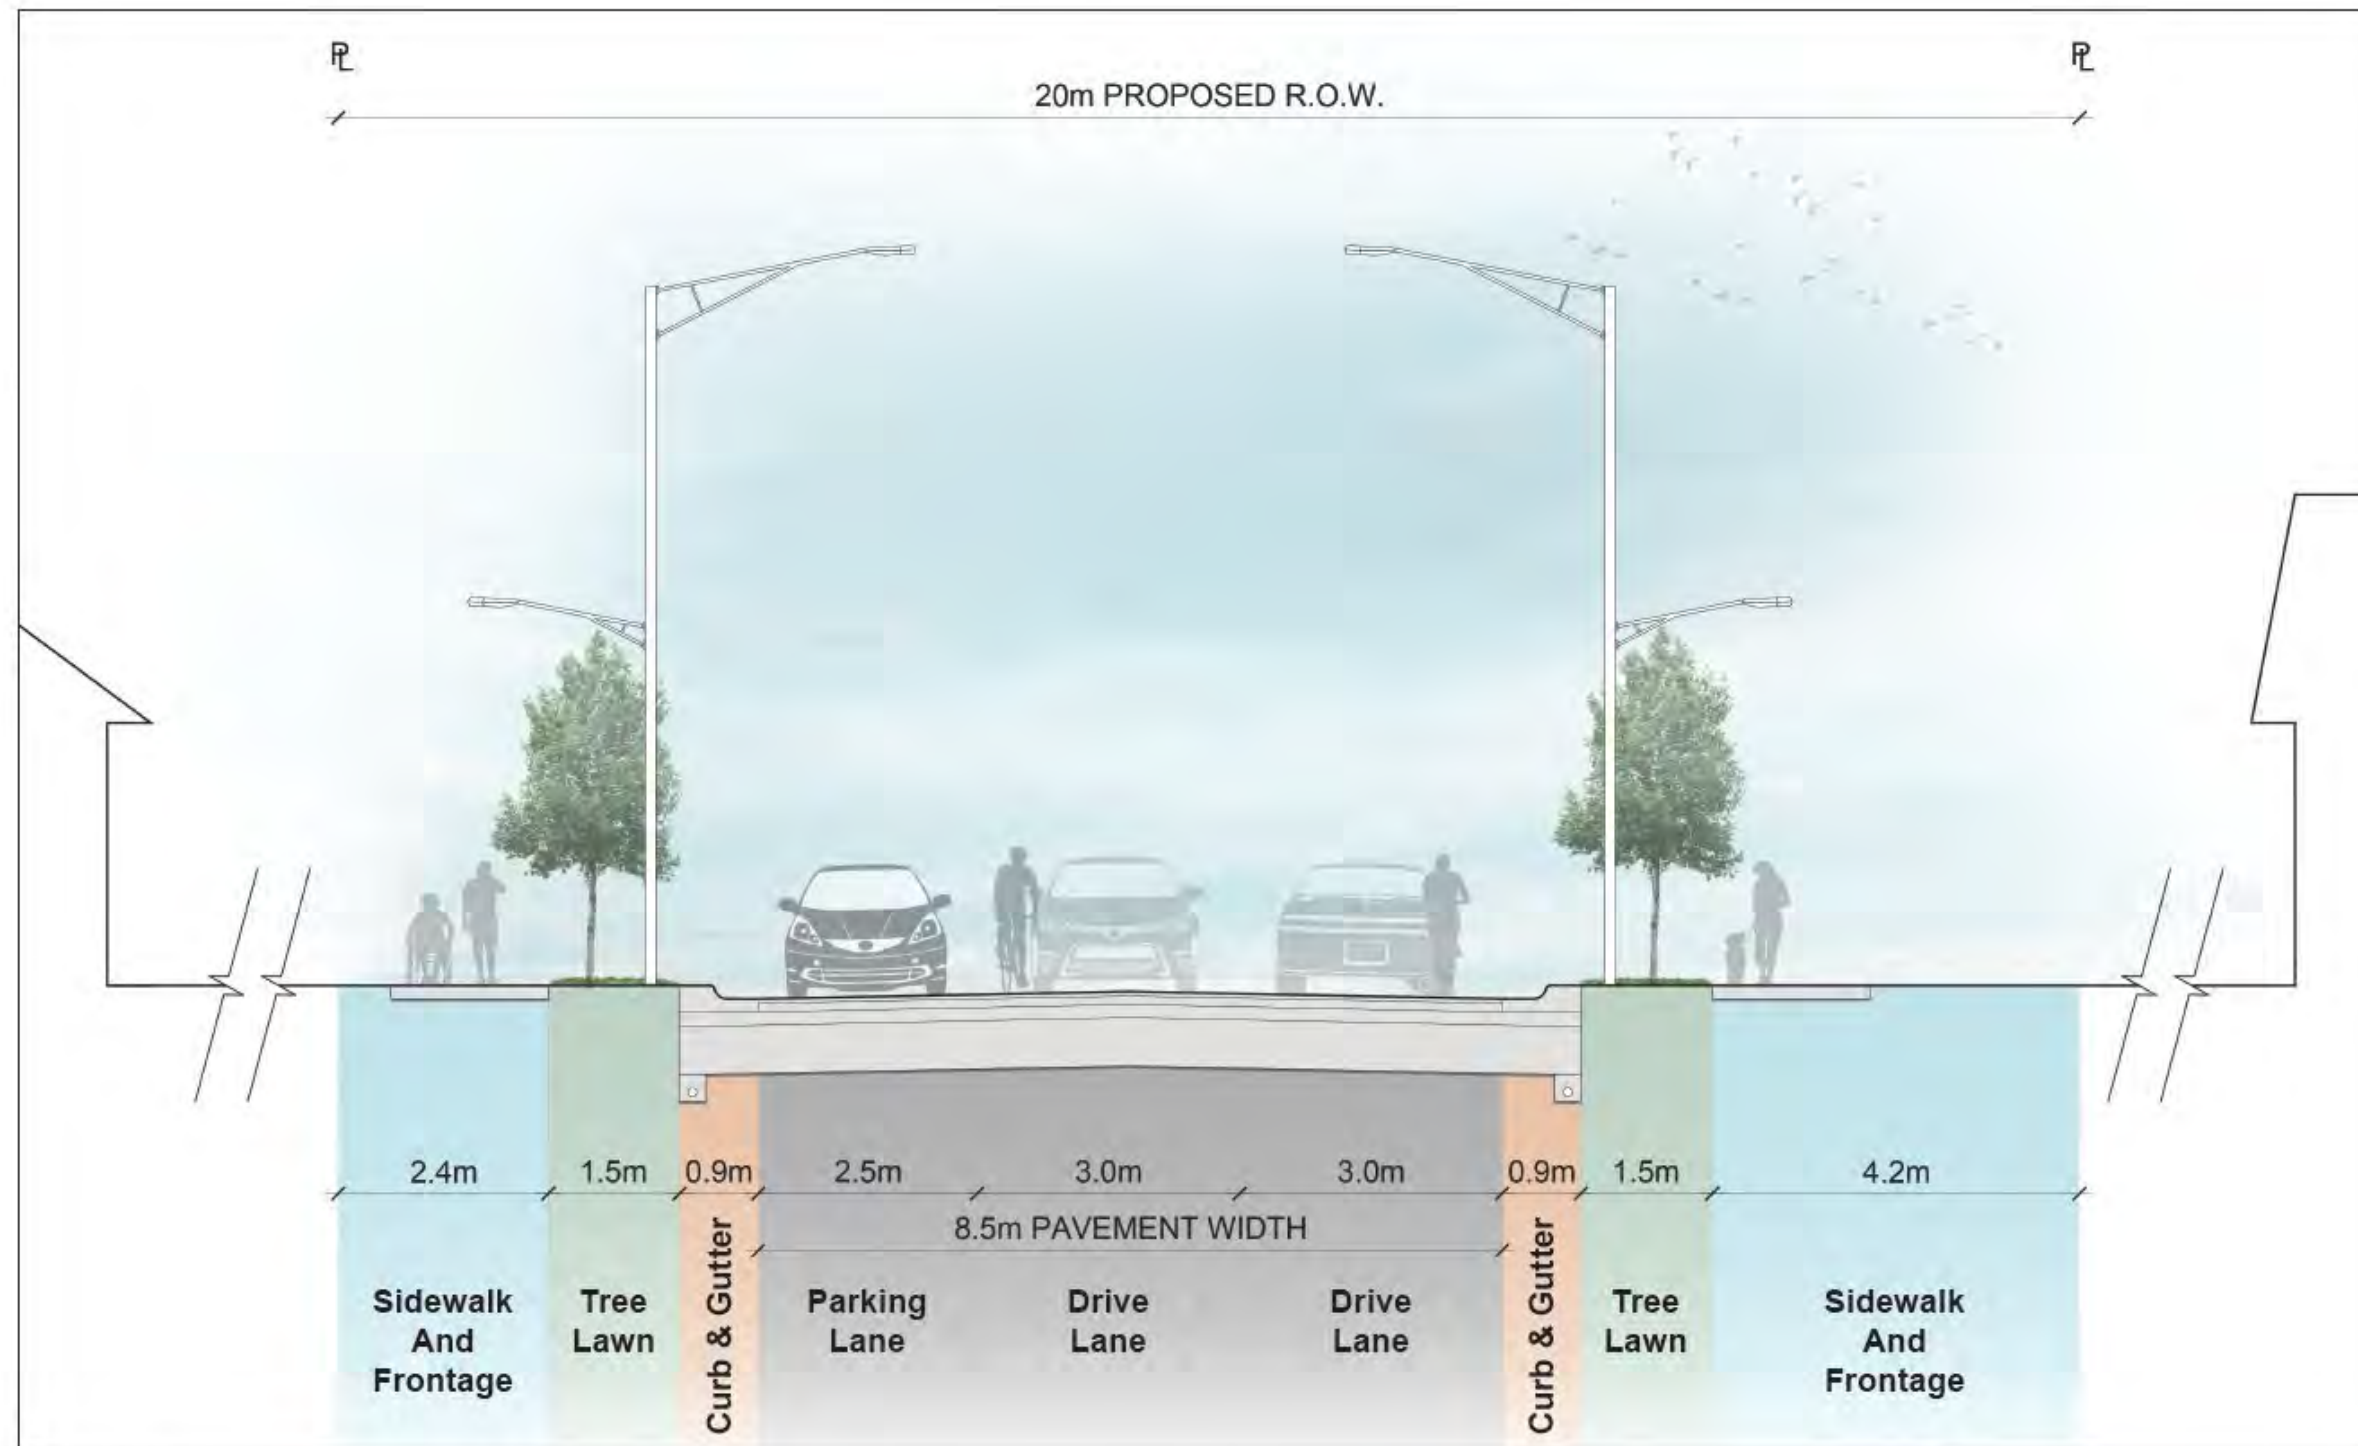 PL
PL
20m PROPOSED R.O.W.
2.4m
1.5m
0.9m
2.5m
3.0m
3.0m
0.9m
1.5m
4.2m
8.5m PAVEMENT WIDTH
Sidewalk
And
Frontage
Tree
Lawn
Curb & Gutter
Parking
Lane
Drive
Lane
Drive
Lane
Curb & Gutter
Tree
Lawn
Sidewalk
And
Frontage